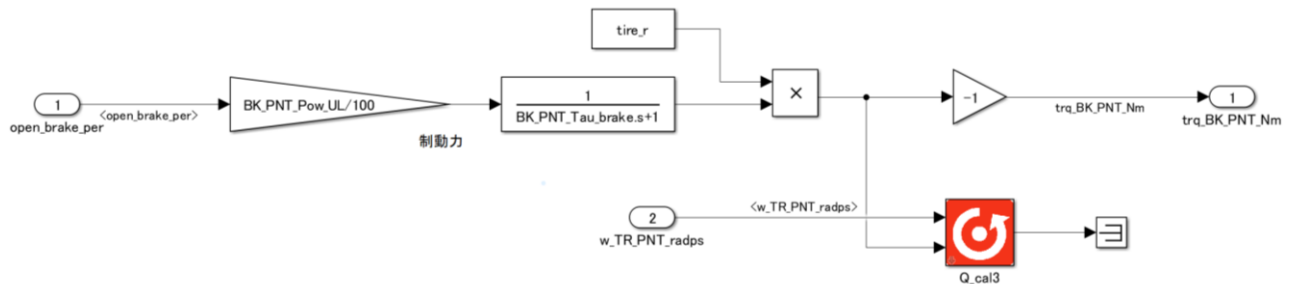 tire_r
1
open_brake_per
<open_brake_per>
BK_PNT_Pow_UL/100
制動力
1
BK_PNT_Tau_brake.s+1
×
-1
trq_BK_PNT_Nm
1
trq_BK_PNT_Nm
2
w_TR_PNT_radps
<w_TR_PNT_radps>
Q_cal3